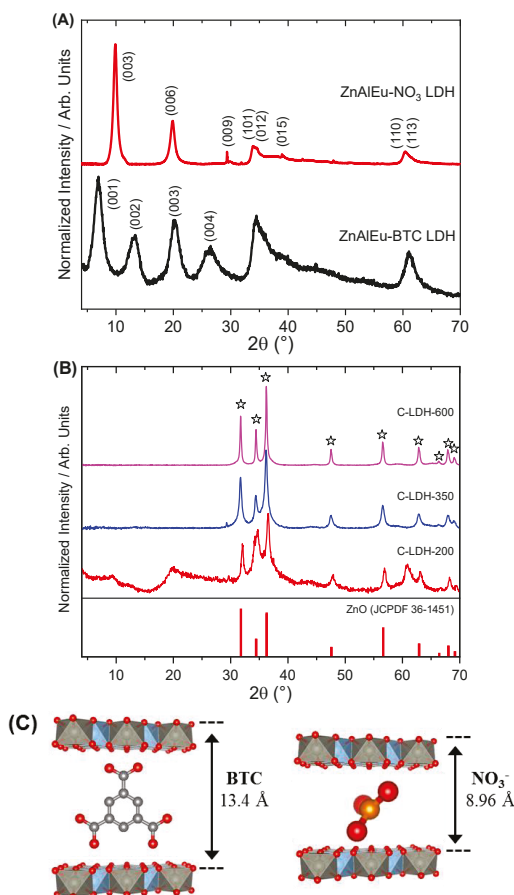 (A)
Normalized Intensity / Arb. Units
(003)
(006)
(009)
(101)
(012)
(015)
(110)
(113)
ZnAlEu-NO₃ LDH
(001)
(002)
(003)
(004)
ZnAlEu-BTC LDH
10 20 30 40 50 60 70
2θ (°)
(B)
Normalized Intensity / Arb. Units
C-LDH-600
C-LDH-350
C-LDH-200
ZnO (JCPDF 36-1451)
10 20 30 40 50 60 70
2θ (°)
(C)
BTC
13.4 Å
NO₃⁻
8.96 Å